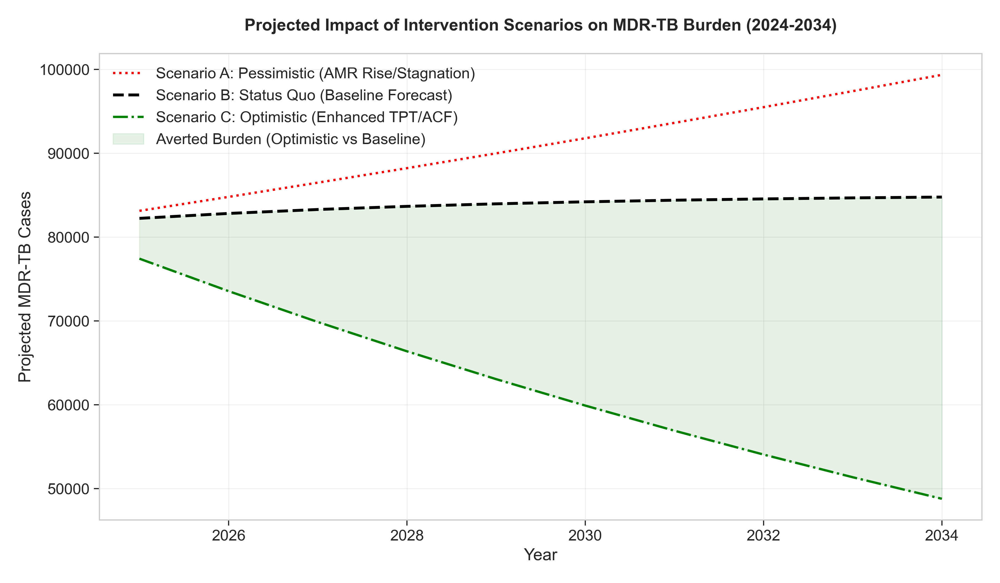 Projected Impact of Intervention Scenarios on MDR-TB Burden (2024-2034)
Scenario A: Pessimistic (AMR Rise/Stagnation)
Scenario B: Status Quo (Baseline Forecast)
Scenario C: Optimistic (Enhanced TPT/ACF)
Averted Burden (Optimistic vs Baseline)
Projected MDR-TB Cases
100000
90000
80000
70000
60000
50000
2026 2028 2030 2032 2034
Year